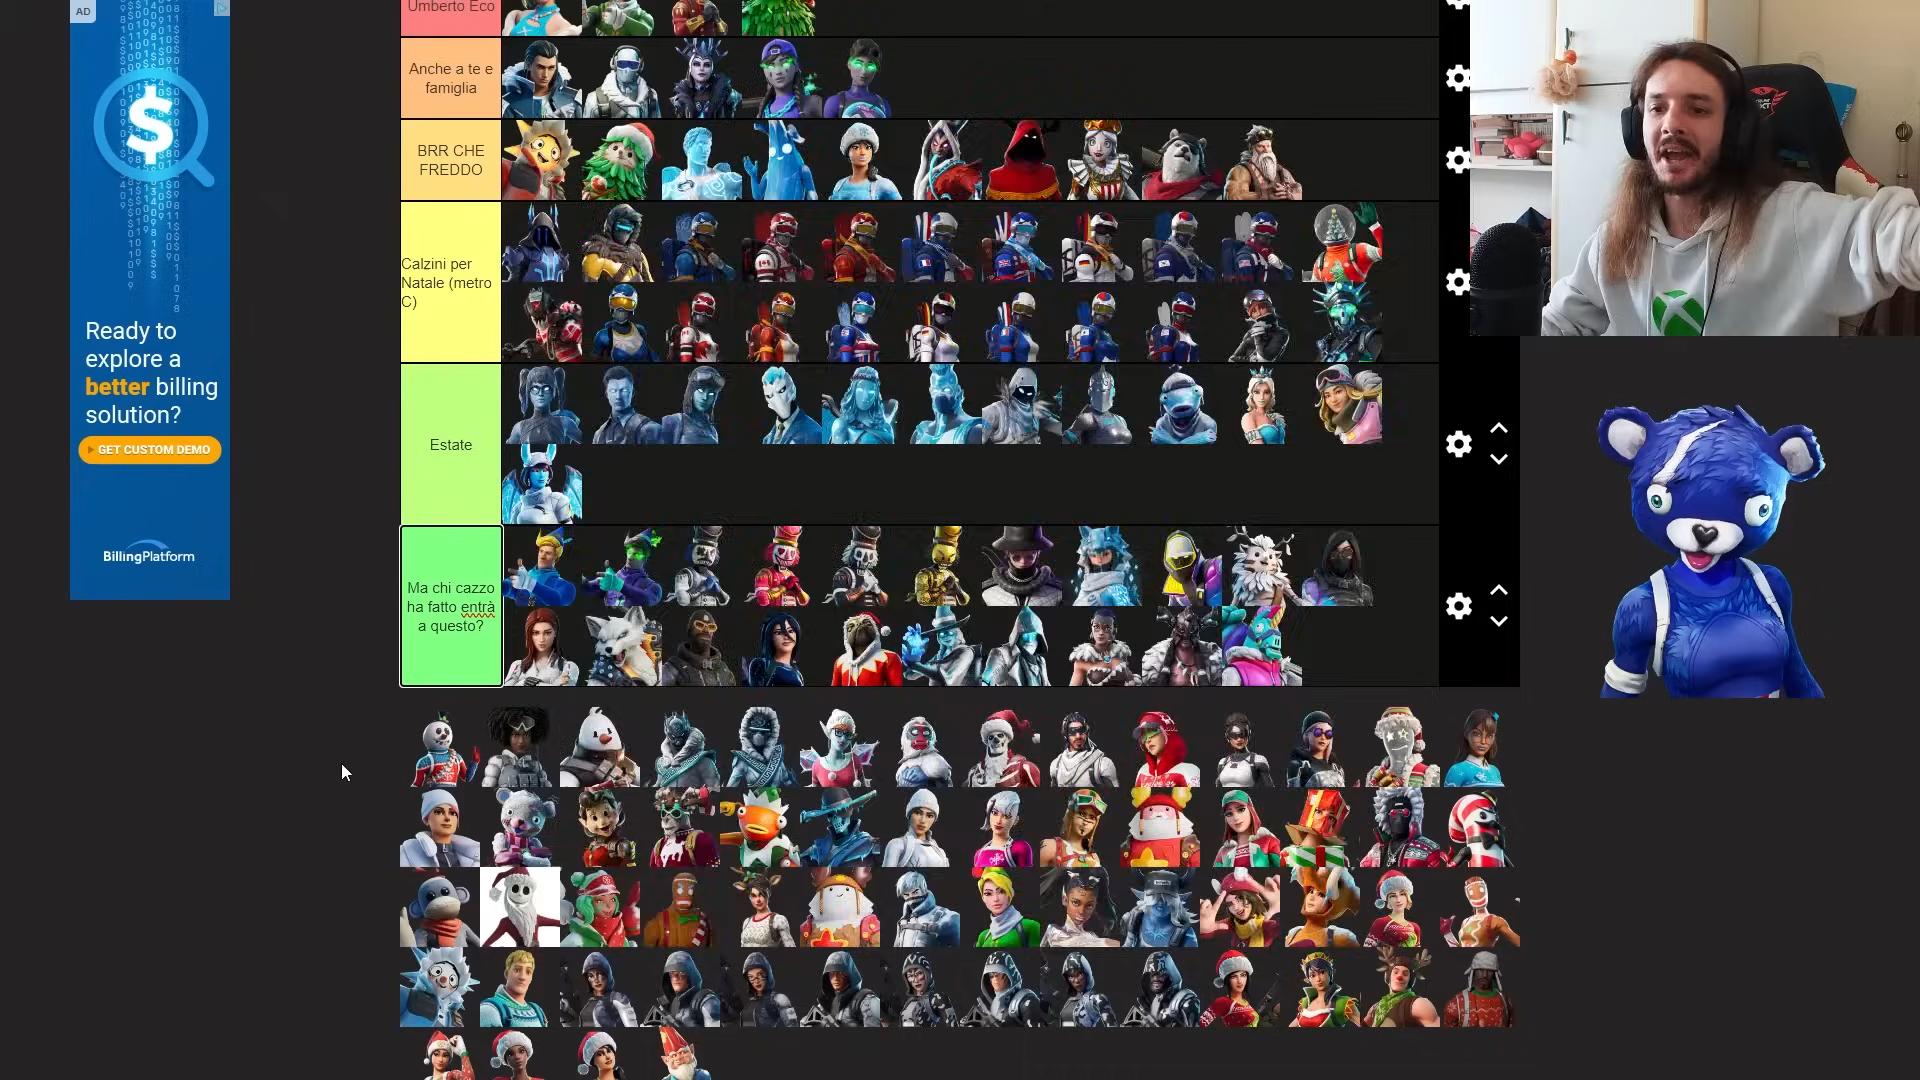 AD
Umberto Eco
Anche a te e
famiglia
BRR CHE
FREDDO
Calzini per
Natale (metro
C)
Estate
Ma chi cazzo
ha fatto entrà
a questo?
$
Ready to
explore a
better billing
solution?
GET CUSTOM DEMO
BillingPlatform